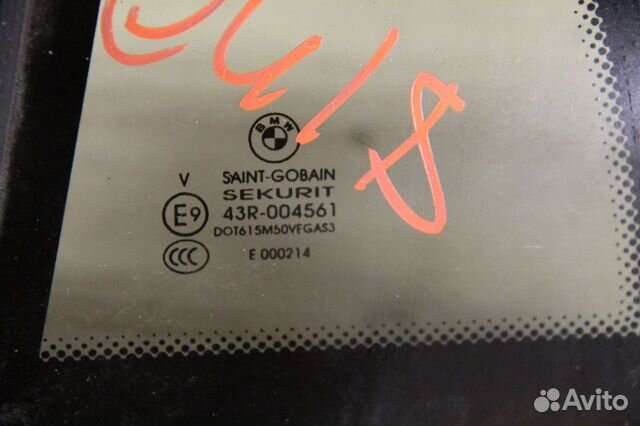 BMW
V SAINT-GOBAIN
SEKURIT
E9 43R-004561
DOT615M50VFGAS3
CCC E 000214
Avito